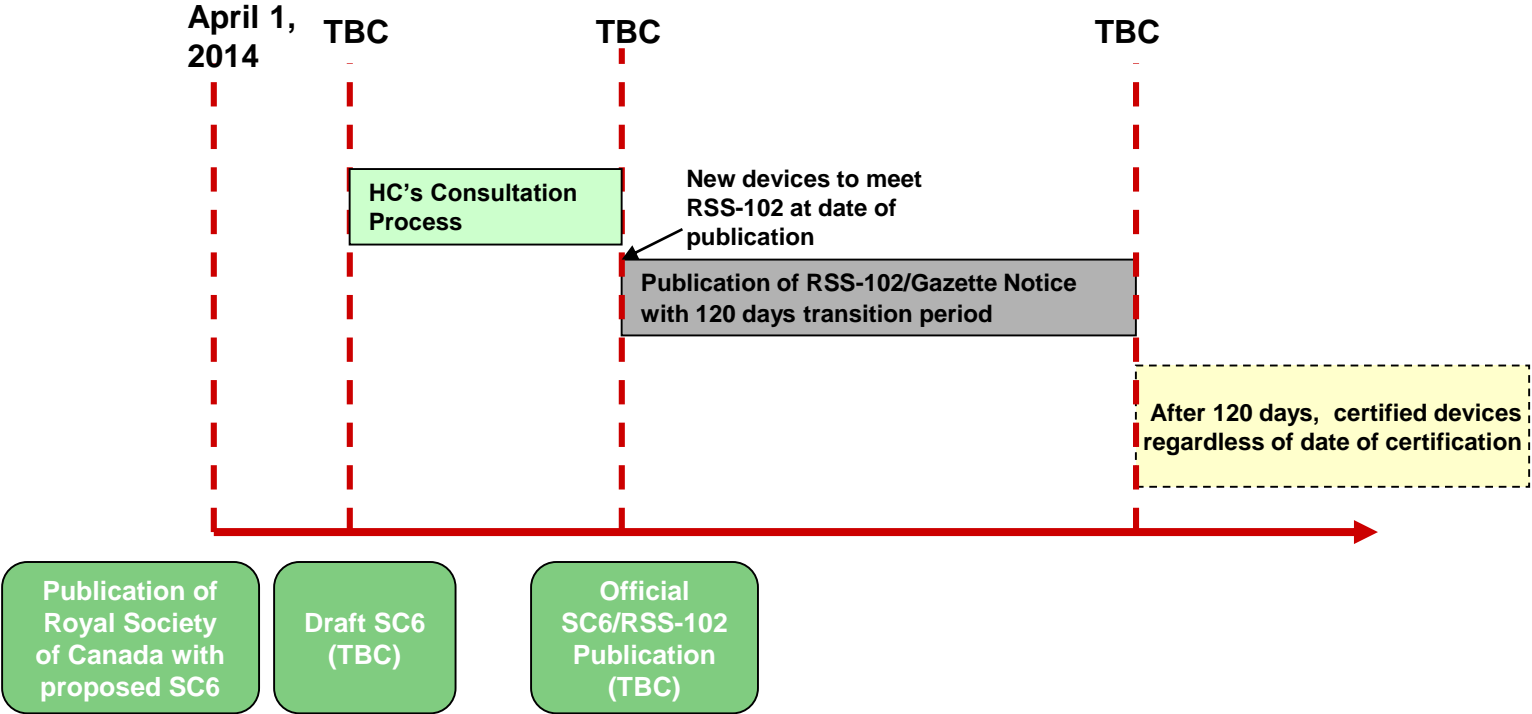 April 1,
2014
TBC
TBC
TBC
HC's Consultation
Process
New devices to meet
RSS-102 at date of
publication
Publication of RSS-102/Gazette Notice
with 120 days transition period
After 120 days, certified devices
regardless of date of certification
Publication of
Royal Society
of Canada with
proposed SC6
Draft SC6
(TBC)
Official
SC6/RSS-102
Publication
(TBC)